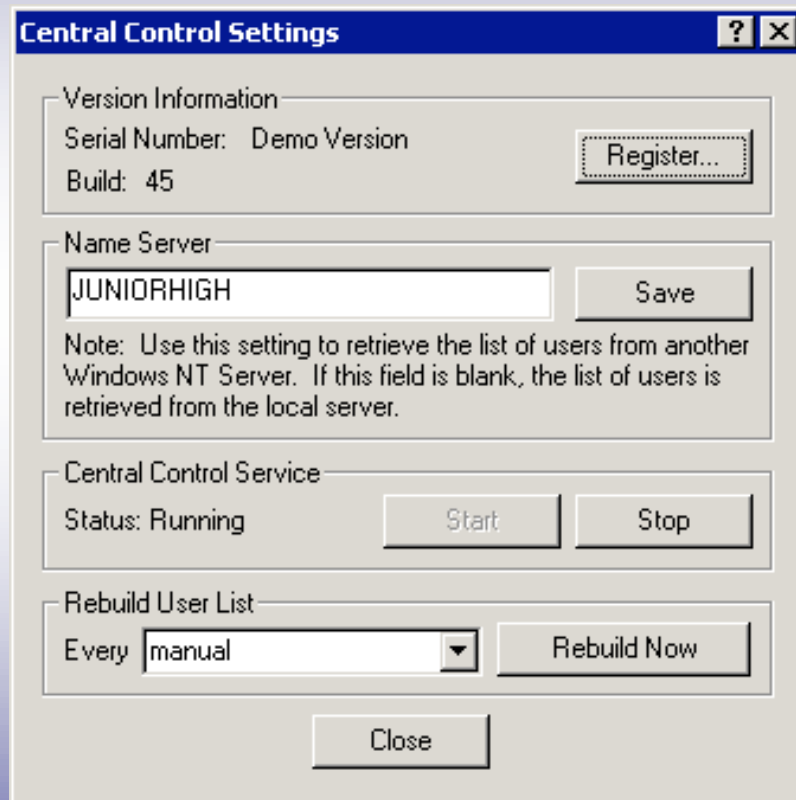 Central Control Settings
Version Information
Serial Number: Demo Version
Register...
Build: 45
Name Server
JUNIORHIGH
Save
Note: Use this setting to retrieve the list of users from another
Windows NT Server. If this field is blank, the list of users is
retrieved from the local server.
Central Control Service
Status: Running
Start
Stop
Rebuild User List
Every manual
Rebuild Now
Close